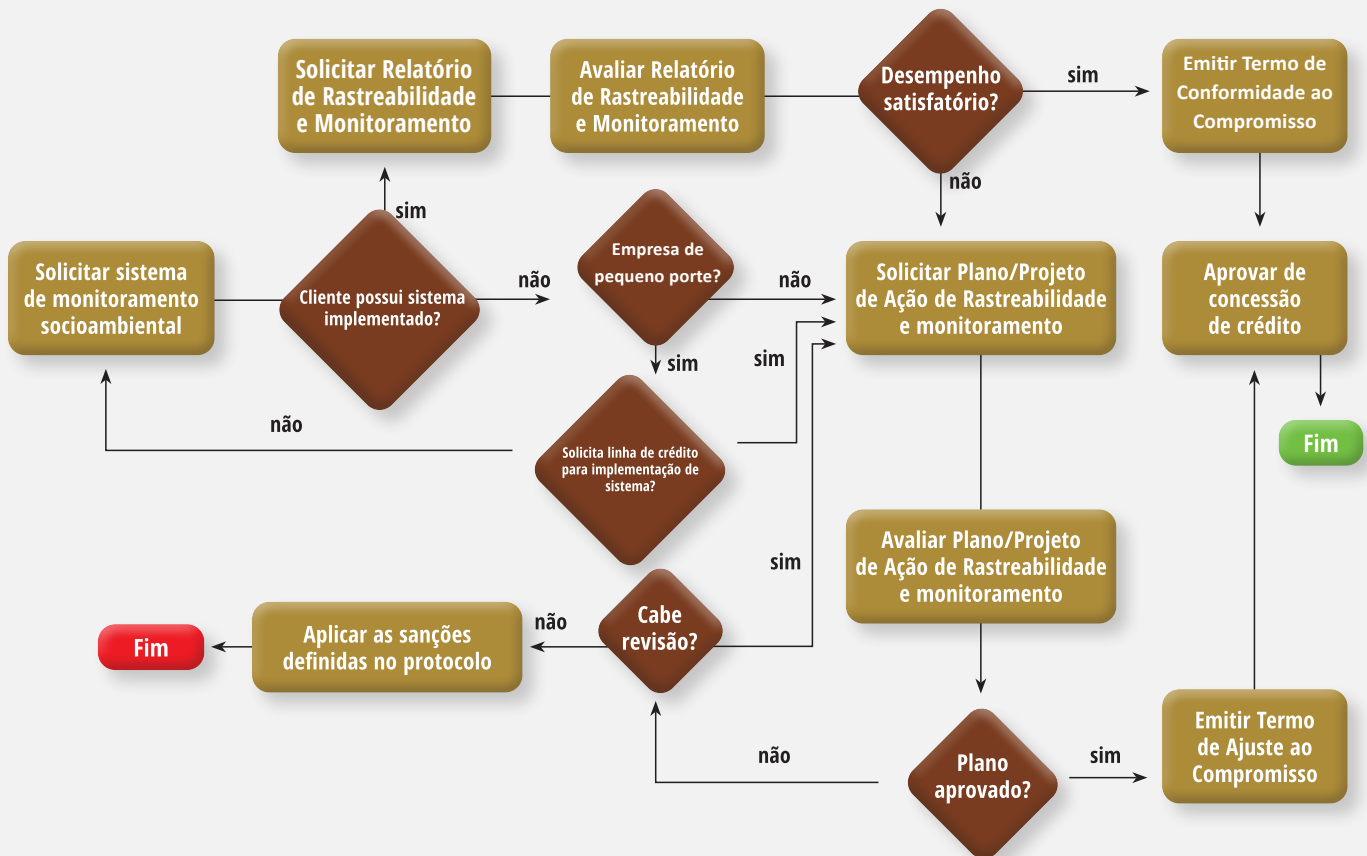 Solicitar Relatório
de Rastreabilidade
e Monitoramento
Avaliar Relatório
de Rastreabilidade
e Monitoramento
Desempenho
satisfatório?
sim
Emitir Termo de
Conformidade ao
Compromisso
não
sim
Solicitar sistema
de monitoramento
socioambiental
Cliente possui sistema
implementado?
não
Empresa de
pequeno porte?
não
Solicitar Plano/Projeto
de Ação de Rastreabilidade
e monitoramento
Aprovar de
concessão
de crédito
sim
sim
não
Solicita linha de crédito
para implementação de
sistema?
Fim
Avaliar Plano/Projeto
de Ação de Rastreabilidade
e monitoramento
sim
Cabe
revisão?
não
Aplicar as sanções
definidas no protocolo
Fim
Plano
aprovado?
não
sim
Emitir Termo
de Ajuste ao
Compromisso